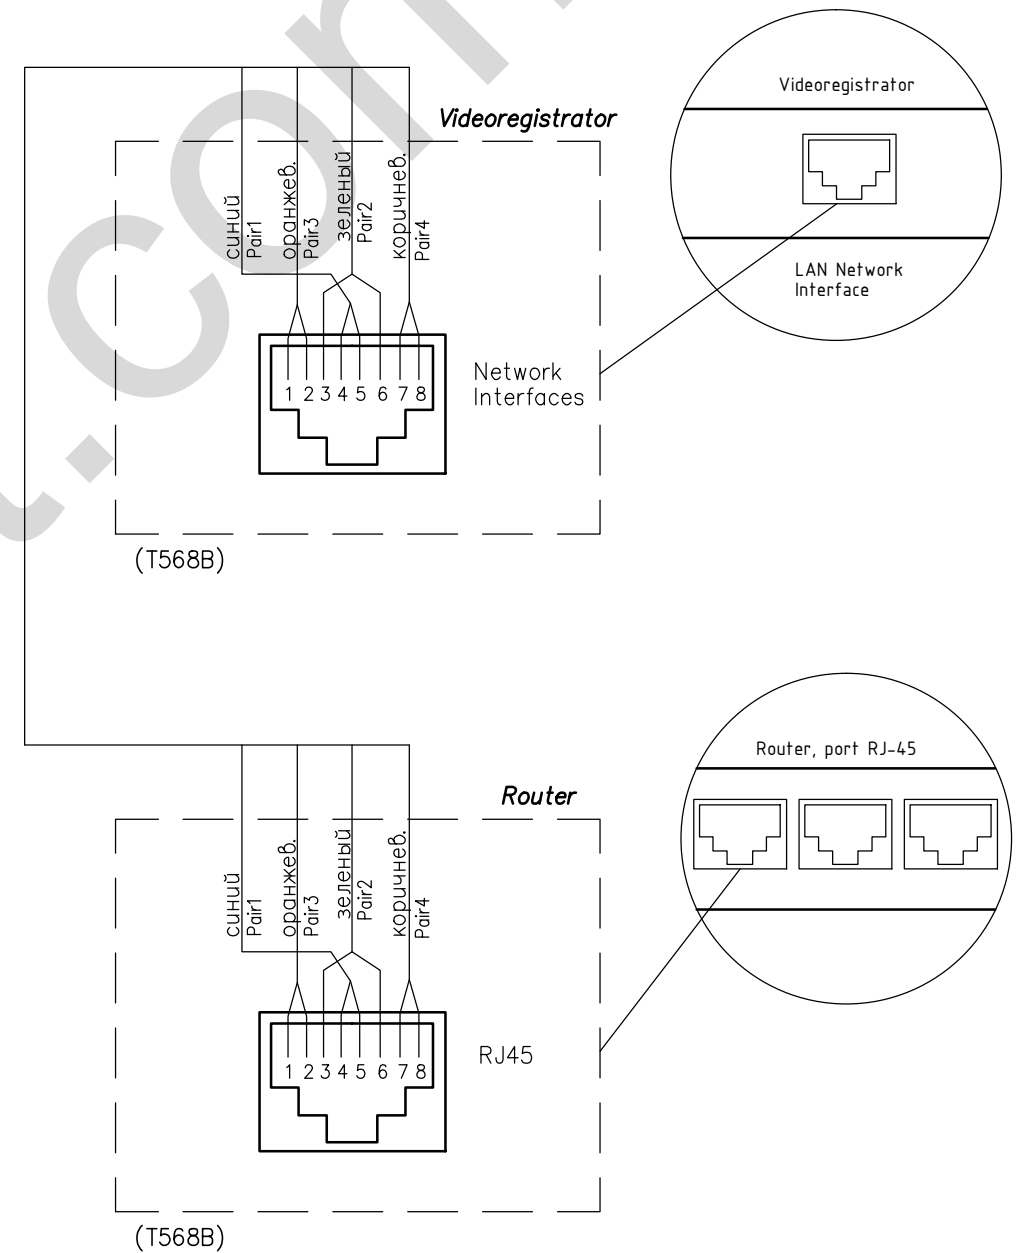 t.com
Videoregistrator
Videoregistrator
LAN Network
Interface
синий
Pair1
оранжев.
Pair3
зеленый
Pair2
коричнев.
Pair4
1 2 3 4 5 6 7 8
Network
Interfaces
(T568B)
Router, port RJ-45
Router
синий
Pair1
оранжев.
Pair3
зеленый
Pair2
коричнев.
Pair4
1 2 3 4 5 6 7 8
RJ45
(T568B)